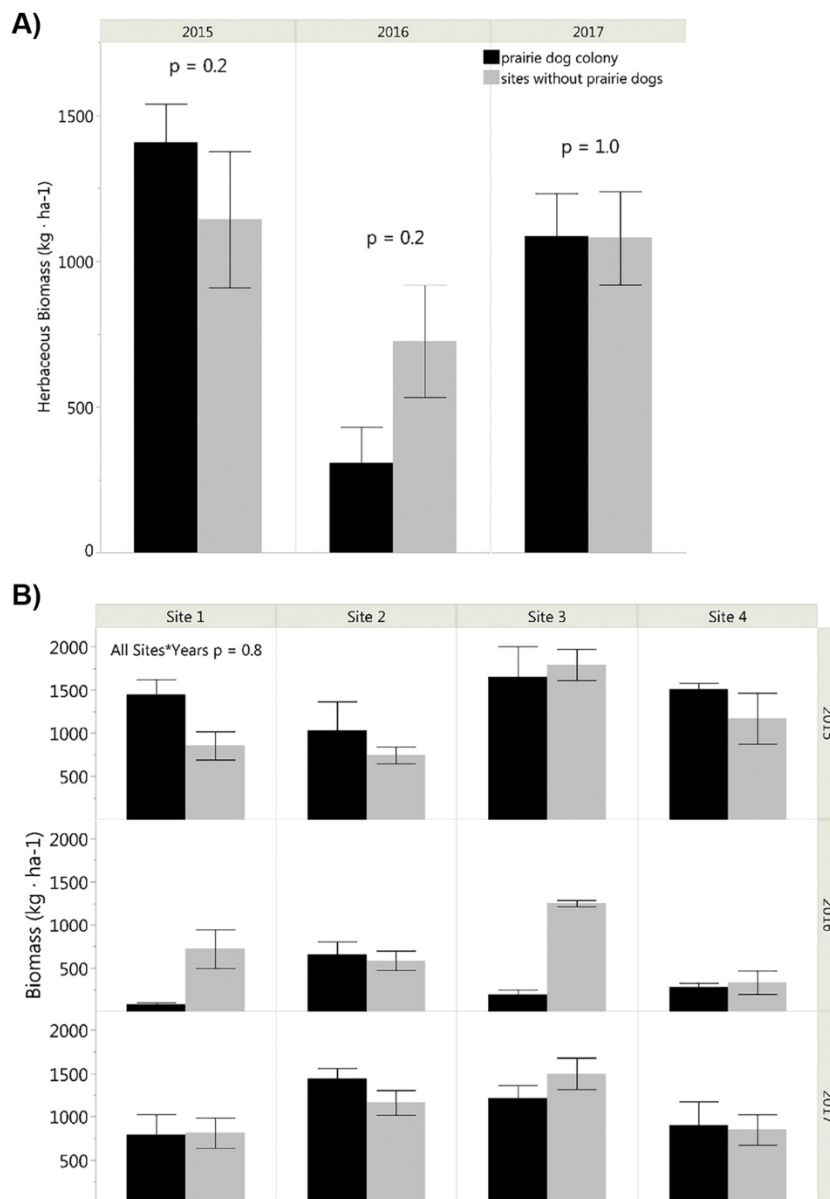 A)
2015 2016 2017
prairie dog colony
sites without prairie dogs
p = 0.2
p = 0.2
p = 1.0
Herbaceous Biomass (kg · ha-1)
1500
1000
500
0
B)
Site 1 Site 2 Site 3 Site 4
All Sites*Years p = 0.8
Biomass (kg · ha-1)
2000
1500
1000
500
2015
2000
1500
1000
500
2016
2000
1500
1000
500
2017